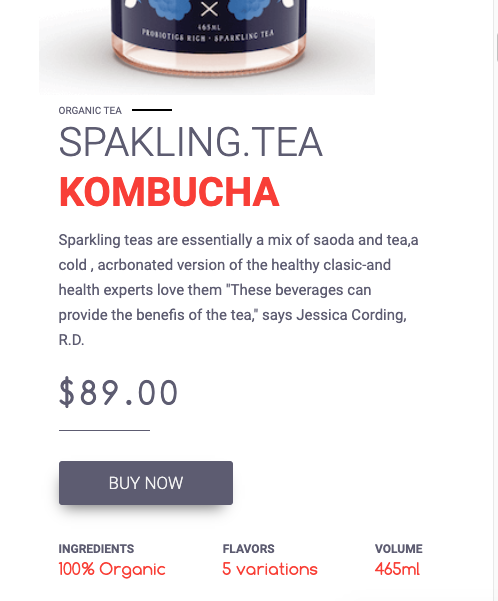 465ML
PROBIOTICS RICH · SPARKLING TEA
ORGANIC TEA
SPAKLING.TEA
KOMBUCHA
Sparkling teas are essentially a mix of saoda and tea,a
cold , acrbonated version of the healthy clasic-and
health experts love them "These beverages can
provide the benefis of the tea," says Jessica Cording,
R.D.
$89.00
BUY NOW
INGREDIENTS FLAVORS VOLUME
100% Organic 5 variations 465ml